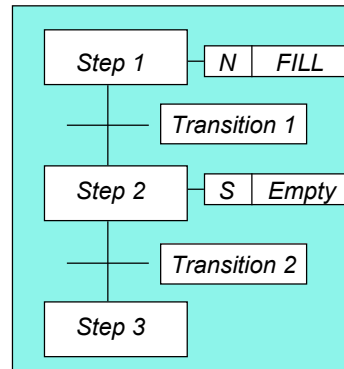 Step 1 N FILL
Transition 1
Step 2 S Empty
Transition 2
Step 3